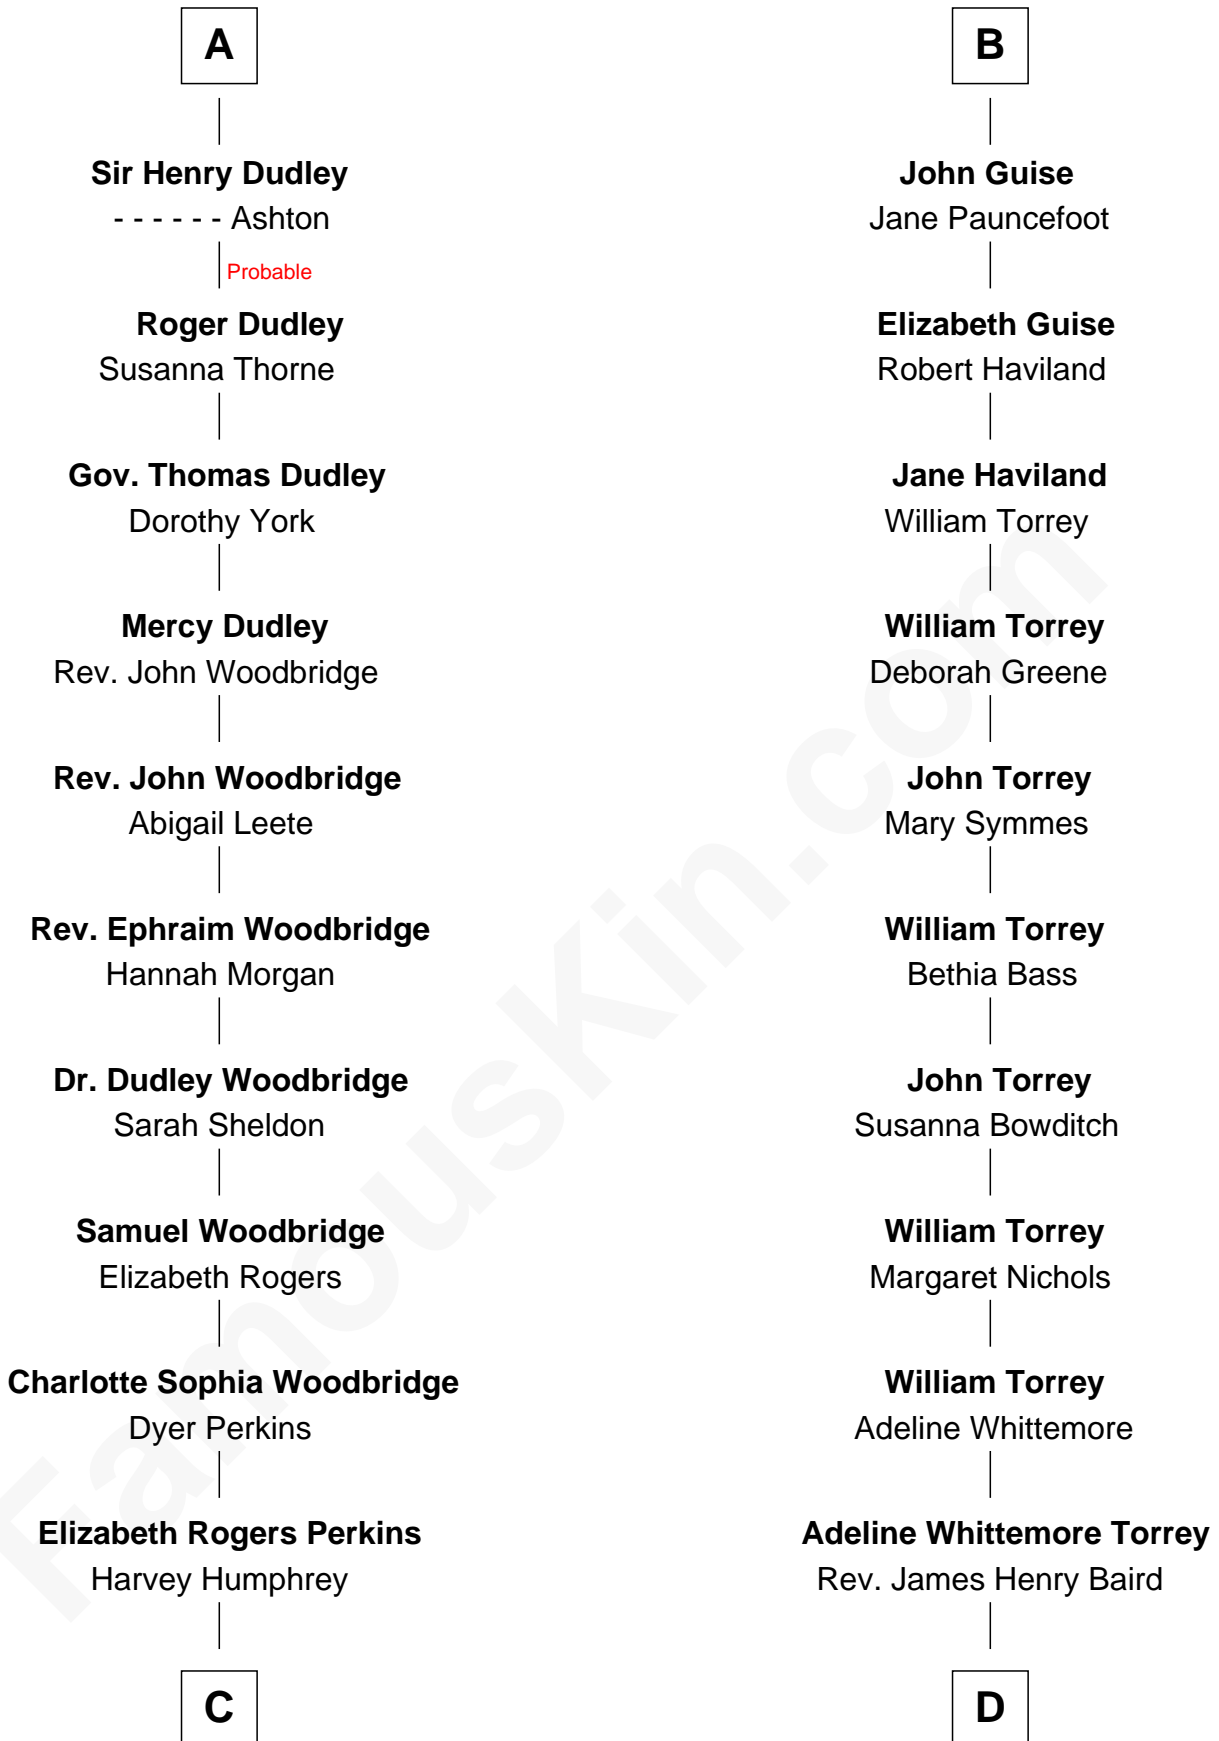 A
Sir Henry Dudley
- - - - - - Ashton
Probable
Roger Dudley
Susanna Thorne
Gov. Thomas Dudley
Dorothy York
Mercy Dudley
Rev. John Woodbridge
Rev. John Woodbridge
Abigail Leete
Rev. Ephraim Woodbridge
Hannah Morgan
Dr. Dudley Woodbridge
Sarah Sheldon
Samuel Woodbridge
Elizabeth Rogers
Charlotte Sophia Woodbridge
Dyer Perkins
Elizabeth Rogers Perkins
Harvey Humphrey
C
B
John Guise
Jane Pauncefoot
Elizabeth Guise
Robert Haviland
Jane Haviland
William Torrey
William Torrey
Deborah Greene
John Torrey
Mary Symmes
William Torrey
Bethia Bass
John Torrey
Susanna Bowditch
William Torrey
Margaret Nichols
William Torrey
Adeline Whittemore
Adeline Whittemore Torrey
Rev. James Henry Baird
D
FamousKin.com